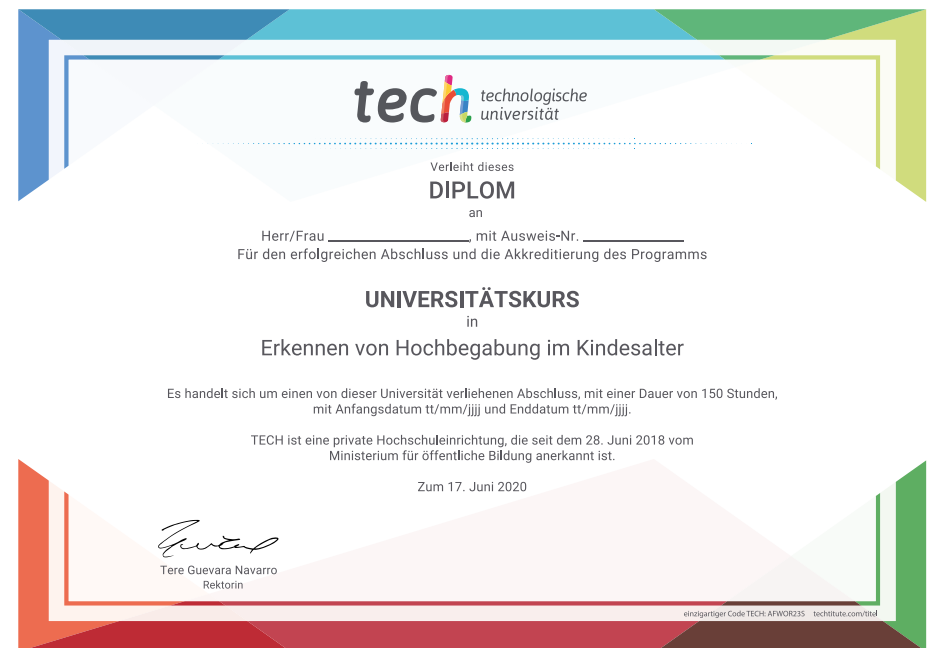 tech technologische
universität
Verleiht dieses
DIPLOM
an
Herr/Frau ________________, mit Ausweis-Nr. ____________
Für den erfolgreichen Abschluss und die Akkreditierung des Programms
UNIVERSITÄTSKURS
in
Erkennen von Hochbegabung im Kindesalter
Es handelt sich um einen von dieser Universität verliehenen Abschluss, mit einer Dauer von 150 Stunden,
mit Anfangsdatum tt/mm/jjjj und Enddatum tt/mm/jjjj.
TECH ist eine private Hochschuleinrichtung, die seit dem 28. Juni 2018 vom
Ministerium für öffentliche Bildung anerkannt ist.
Zum 17. Juni 2020
Tere Guevara Navarro
Rektorin
einzigartiger Code TECH: AFWOR23S techtitute.com/titel